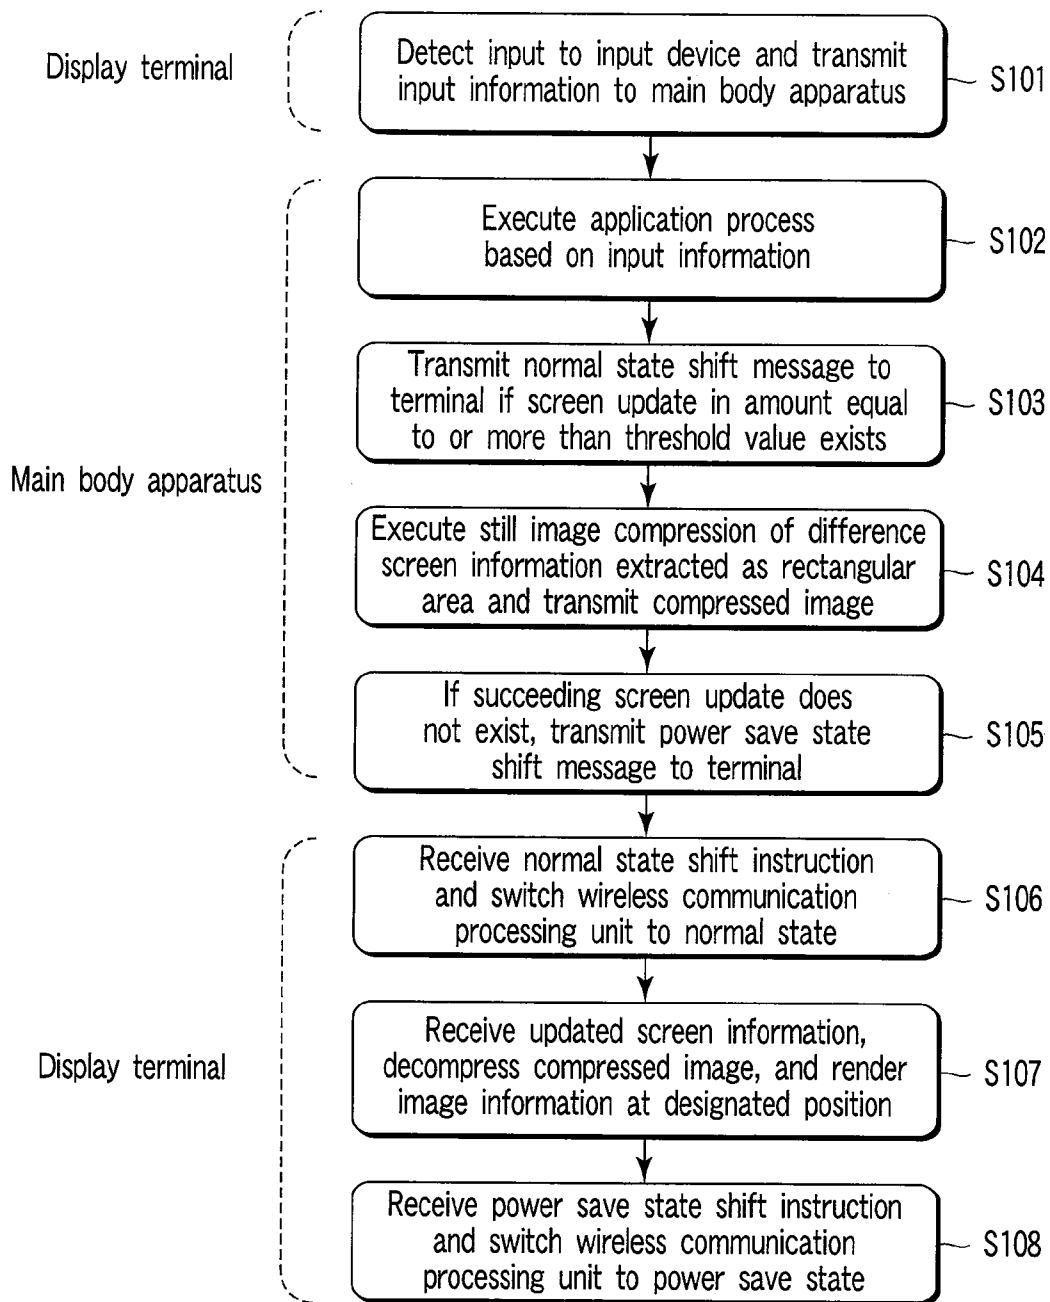 Display terminal
Detect input to input device and transmit
input information to main body apparatus
S101
Execute application process
based on input information
S102
Transmit normal state shift message to
terminal if screen update in amount equal
to or more than threshold value exists
S103
Main body apparatus
Execute still image compression of difference
screen information extracted as rectangular
area and transmit compressed image
S104
If succeeding screen update does
not exist, transmit power save state
shift message to terminal
S105
Receive normal state shift instruction
and switch wireless communication
processing unit to normal state
S106
Display terminal
Receive updated screen information,
decompress compressed image, and render
image information at designated position
S107
Receive power save state shift instruction
and switch wireless communication
processing unit to power save state
S108